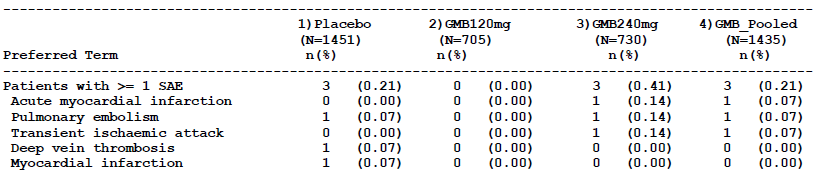 1)Placebo 2)GMB120mg 3)GMB240mg 4)GMB_Pooled
(N=1451) (N=705) (N=730) (N=1435)
Preferred Term n(%) n(%) n(%) n(%)
Patients with >= 1 SAE 3 (0.21) 0 (0.00) 3 (0.41) 3 (0.21)
Acute myocardial infarction 0 (0.00) 0 (0.00) 1 (0.14) 1 (0.07)
Pulmonary embolism 1 (0.07) 0 (0.00) 1 (0.14) 1 (0.07)
Transient ischaemic attack 0 (0.00) 0 (0.00) 1 (0.14) 1 (0.07)
Deep vein thrombosis 1 (0.07) 0 (0.00) 0 (0.00) 0 (0.00)
Myocardial infarction 1 (0.07) 0 (0.00) 0 (0.00) 0 (0.00)